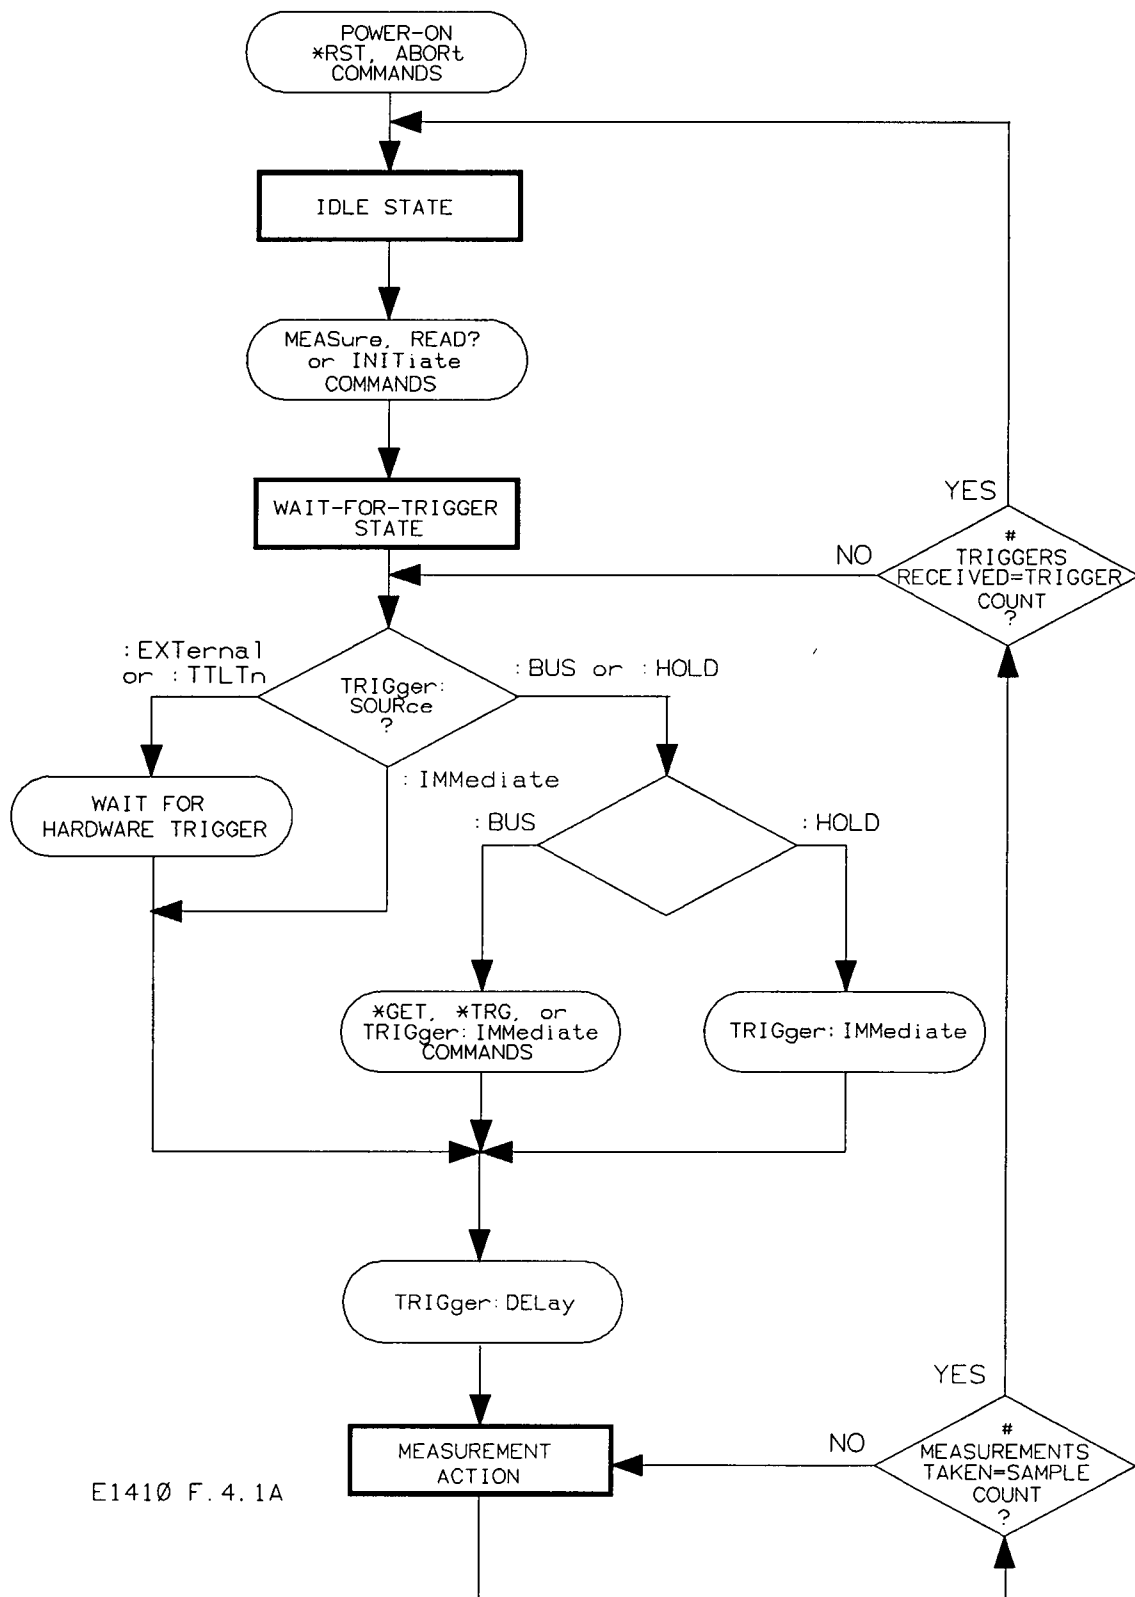 POWER-ON
*RST, ABORt
COMMANDS
IDLE STATE
MEASure, READ?
or INITiate
COMMANDS
WAIT-FOR-TRIGGER
STATE
YES
#
TRIGGERS
RECEIVED=TRIGGER
COUNT
?
NO
:EXTernal
or :TTLTn
TRIGger:
SOURce
?
:BUS or :HOLD
:IMMediate
WAIT FOR
HARDWARE TRIGGER
:BUS
:HOLD
*GET, *TRG, or
TRIGger:IMMediate
COMMANDS
TRIGger:IMMediate
TRIGger:DELay
YES
#
MEASUREMENTS
TAKEN=SAMPLE
COUNT
?
NO
MEASUREMENT
ACTION
E141Ø F.4.1A